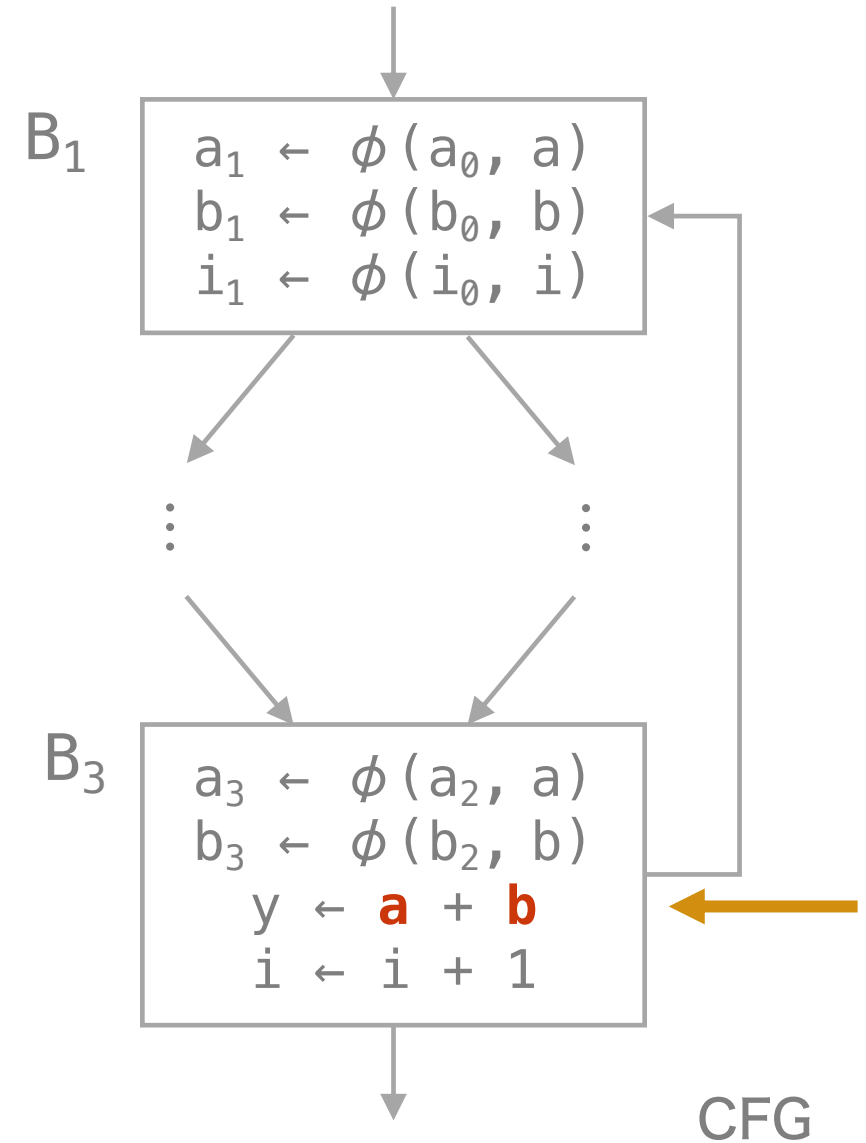 B₁
a₁ ← ϕ(a₀, a)
b₁ ← ϕ(b₀, b)
i₁ ← ϕ(i₀, i)
⋮ ⋮
B₃
a₃ ← ϕ(a₂, a)
b₃ ← ϕ(b₂, b)
y ← a + b
i ← i + 1
CFG